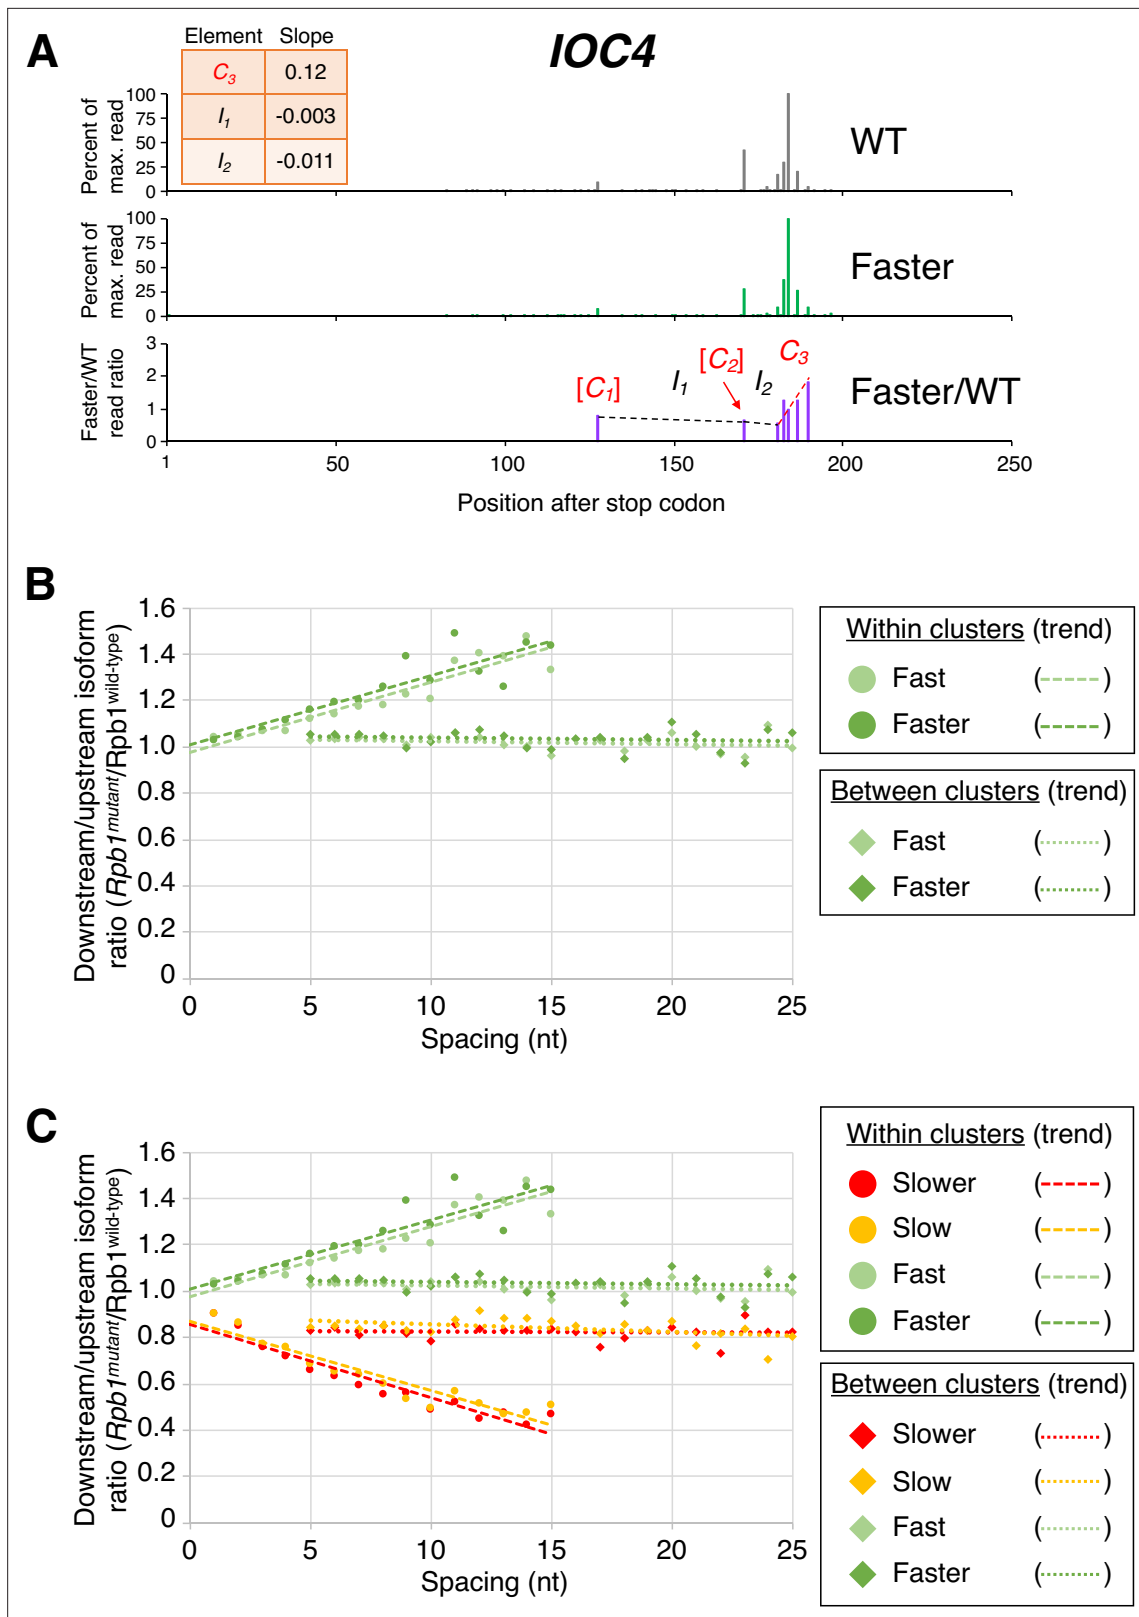 A
IOC4
Element Slope
C3 0.12
I1 -0.003
I2 -0.011
Percent of
max. read
100
75
50
25
0
WT
Percent of
max. read
100
75
50
25
0
Faster
Faster/WT
read ratio
3
2
1
0
[C1]
I1
[C2]
I2
C3
Faster/WT
1 50 100 150 200 250
Position after stop codon
B
Downstream/upstream isoform
ratio (Rpb1mutant/Rpb1wild-type)
1.6
1.4
1.2
1.0
0.8
0.6
0.4
0.2
0
0 5 10 15 20 25
Spacing (nt)
Within clusters (trend)
Fast (-----)
Faster (-----)
Between clusters (trend)
Fast (........)
Faster (........)
C
Downstream/upstream isoform
ratio (Rpb1mutant/Rpb1wild-type)
1.6
1.4
1.2
1.0
0.8
0.6
0.4
0.2
0
0 5 10 15 20 25
Spacing (nt)
Within clusters (trend)
Slower (-----)
Slow (-----)
Fast (-----)
Faster (-----)
Between clusters (trend)
Slower (........)
Slow (........)
Fast (........)
Faster (........)